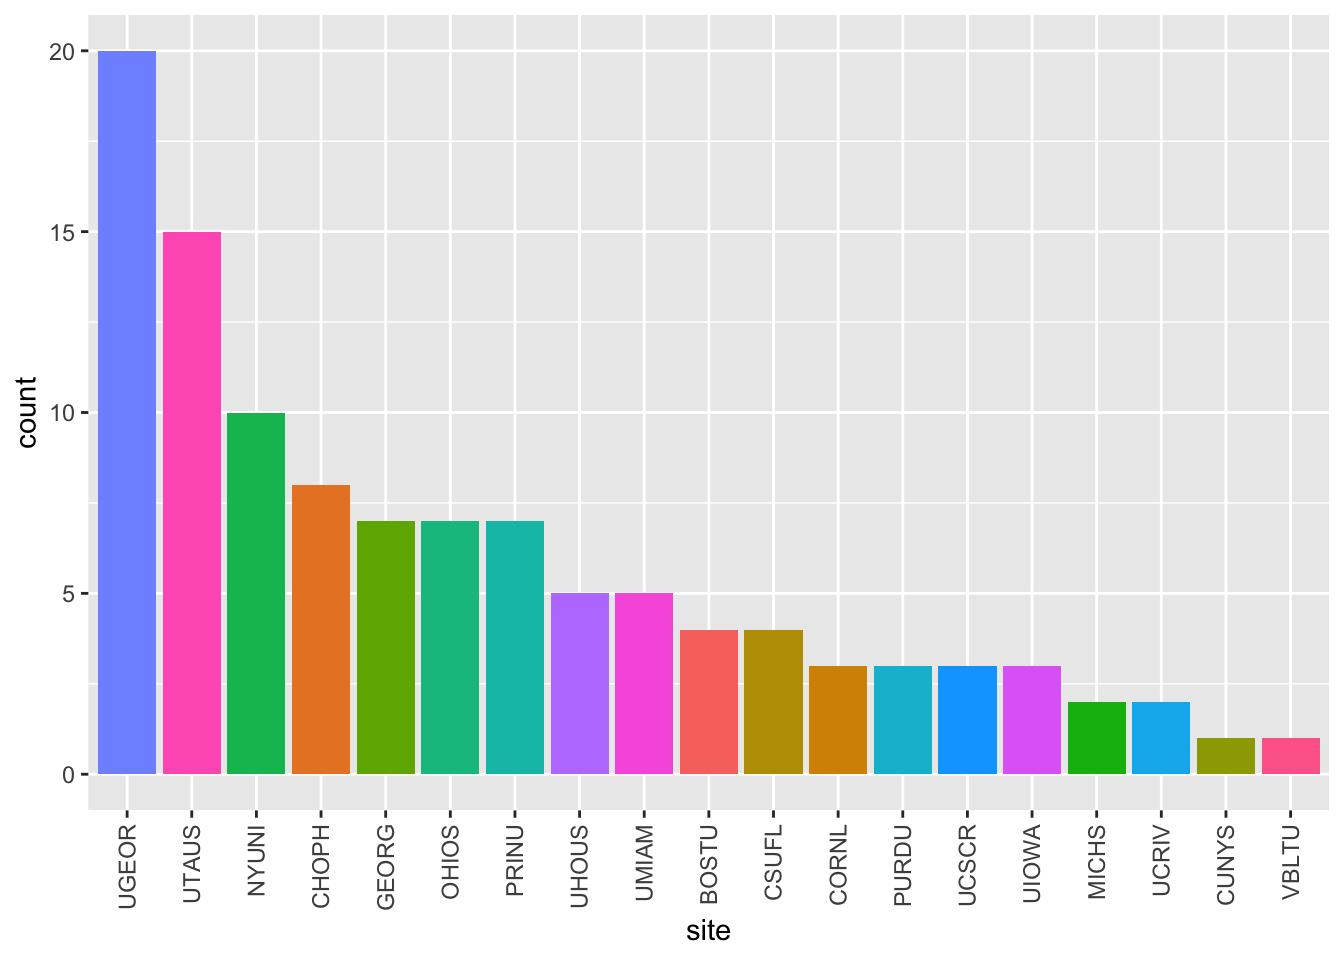 20
15
10
5
0
count
UGEOR
UTAUS
NYUNI
CHOPH
GEORG
OHIOS
PRINU
UHOUS
UMIAM
BOSTU
CSUFL
CORNL
PURDU
UCSCR
UIOWA
MICHS
UCRIV
CUNYS
VBLTU
site